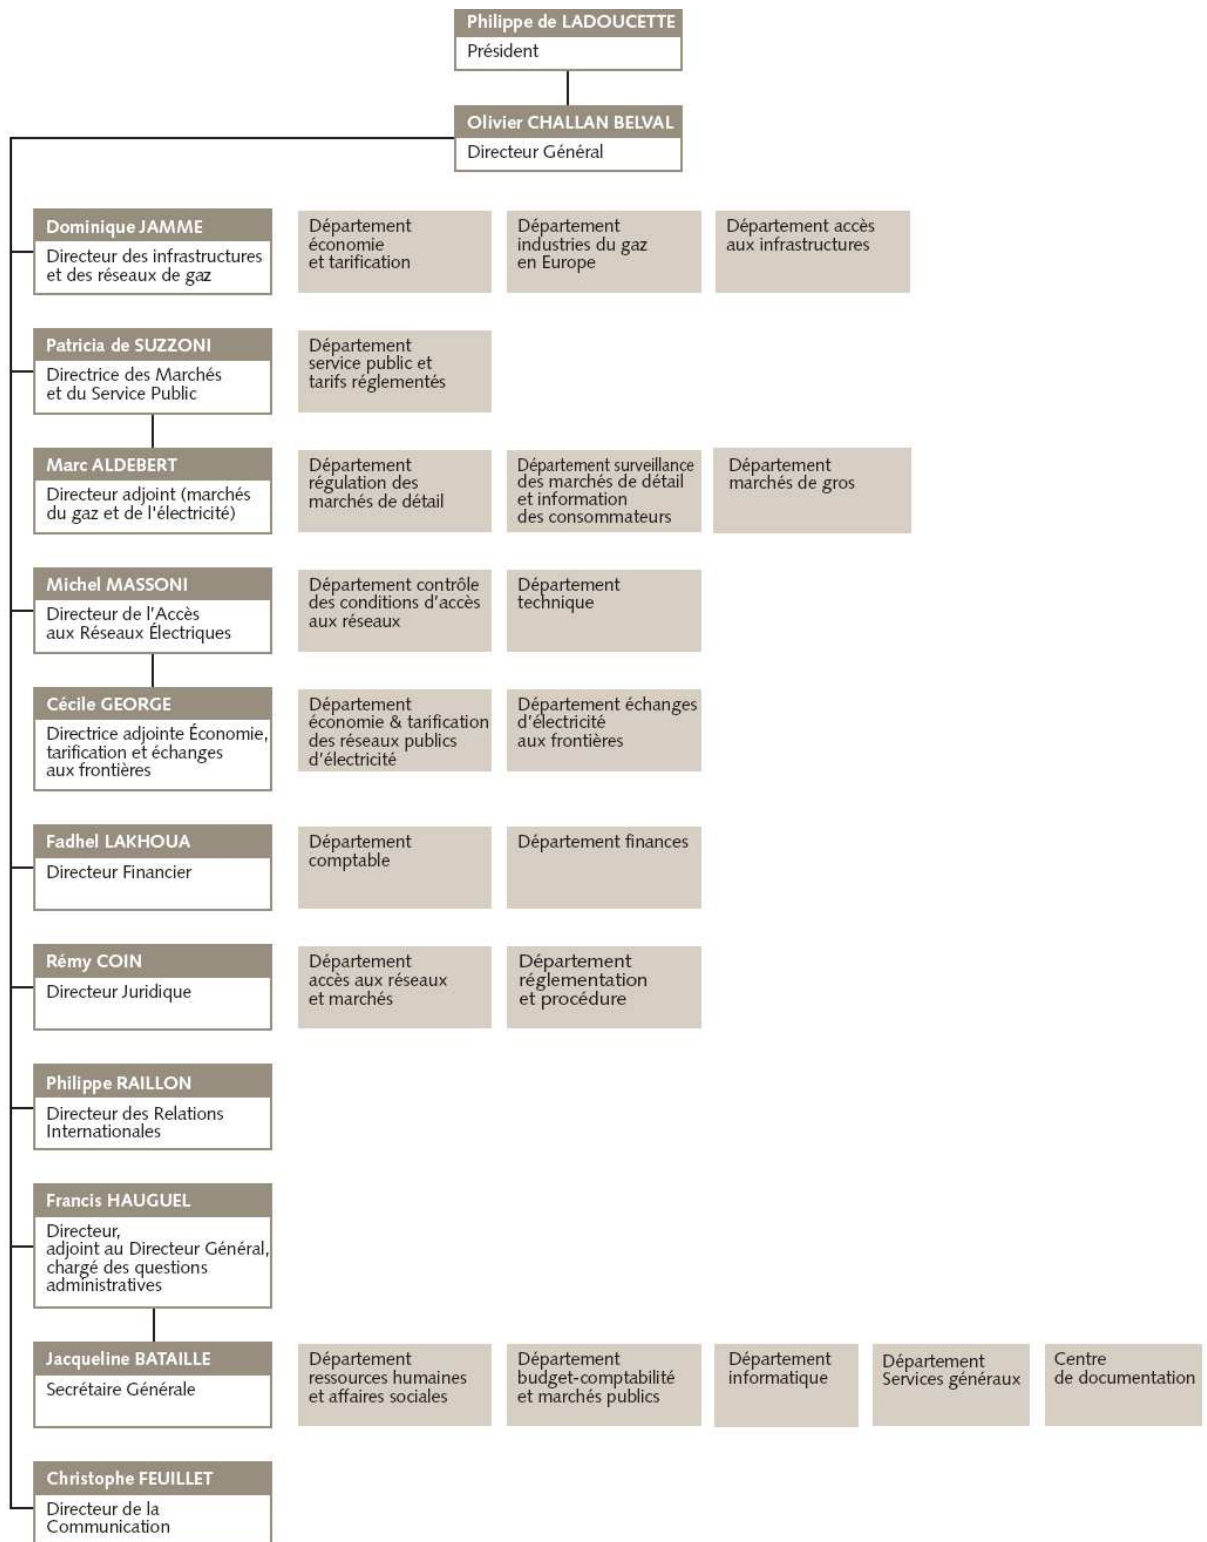 Philippe de LADOUCETTE
Président
Olivier CHALLAN BELVAL
Directeur Général
Dominique JAMME
Directeur des infrastructures
et des réseaux de gaz
Département
économie
et tarification
Département
industries du gaz
en Europe
Département accès
aux infrastructures
Patricia de SUZZONI
Directrice des Marchés
et du Service Public
Département
service public et
tarifs réglementés
Marc ALDEBERT
Directeur adjoint (marchés
du gaz et de l'électricité)
Département
régulation des
marchés de détail
Département surveillance
des marchés de détail
et information
des consommateurs
Département
marchés de gros
Michel MASSONI
Directeur de l'Accès
aux Réseaux Électriques
Département contrôle
des conditions d'accès
aux réseaux
Département
technique
Cécile GEORGE
Directrice adjointe Économie,
tarification et échanges
aux frontières
Département
économie & tarification
des réseaux publics
d'électricité
Département échanges
d'électricité
aux frontières
Fadhel LAKHOUA
Directeur Financier
Département
comptable
Département finances
Rémy COIN
Directeur Juridique
Département
accès aux réseaux
et marchés
Département
réglementation
et procédure
Philippe RAILLON
Directeur des Relations
Internationales
Francis HAUGUEL
Directeur,
adjoint au Directeur Général,
chargé des questions
administratives
Jacqueline BATAILLE
Secrétaire Générale
Département
ressources humaines
et affaires sociales
Département
budget-comptabilité
et marchés publics
Département
informatique
Département
Services généraux
Centre
de documentation
Christophe FEUILLET
Directeur de la
Communication